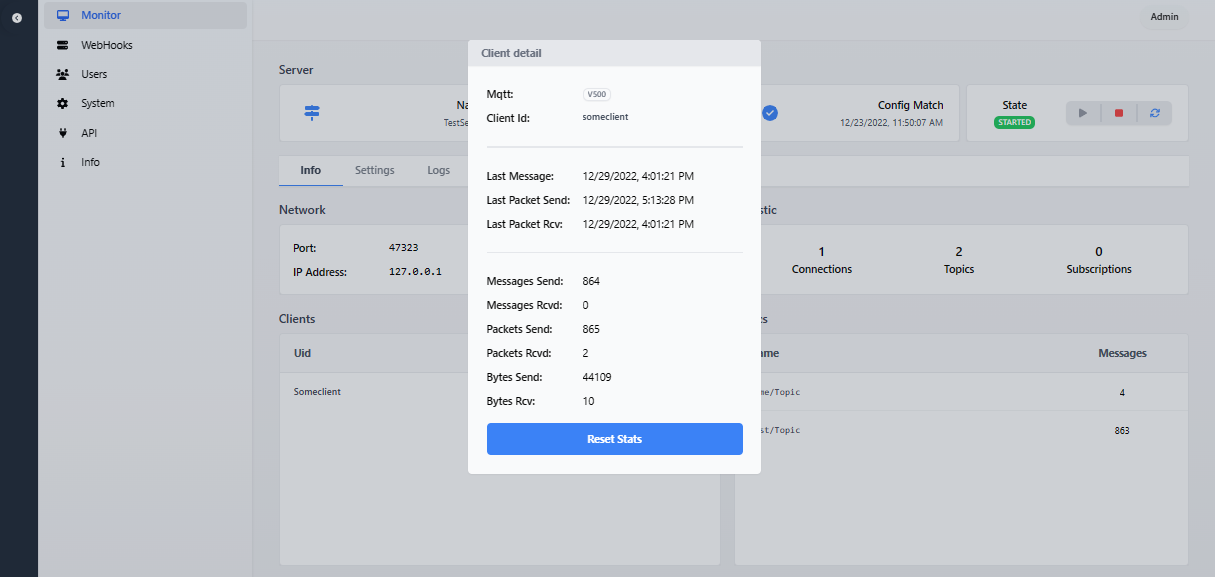 Monitor
WebHooks
Users
System
API
Info
Admin
Server
Na
TestSe
Config Match
12/23/2022, 11:50:07 AM
State
STARTED
Info Settings Logs
Network
Port: 47323
IP Address: 127.0.0.1
stic
1
Connections
2
Topics
0
Subscriptions
Clients
Uid
Someclient
cs
ame Messages
me/Topic 4
st/Topic 863
Client detail
Mqtt: V500
Client Id: someclient
Last Message: 12/29/2022, 4:01:21 PM
Last Packet Send: 12/29/2022, 5:13:28 PM
Last Packet Rcv: 12/29/2022, 4:01:21 PM
Messages Send: 864
Messages Rcvd: 0
Packets Send: 865
Packets Rcvd: 2
Bytes Send: 44109
Bytes Rcv: 10
Reset Stats